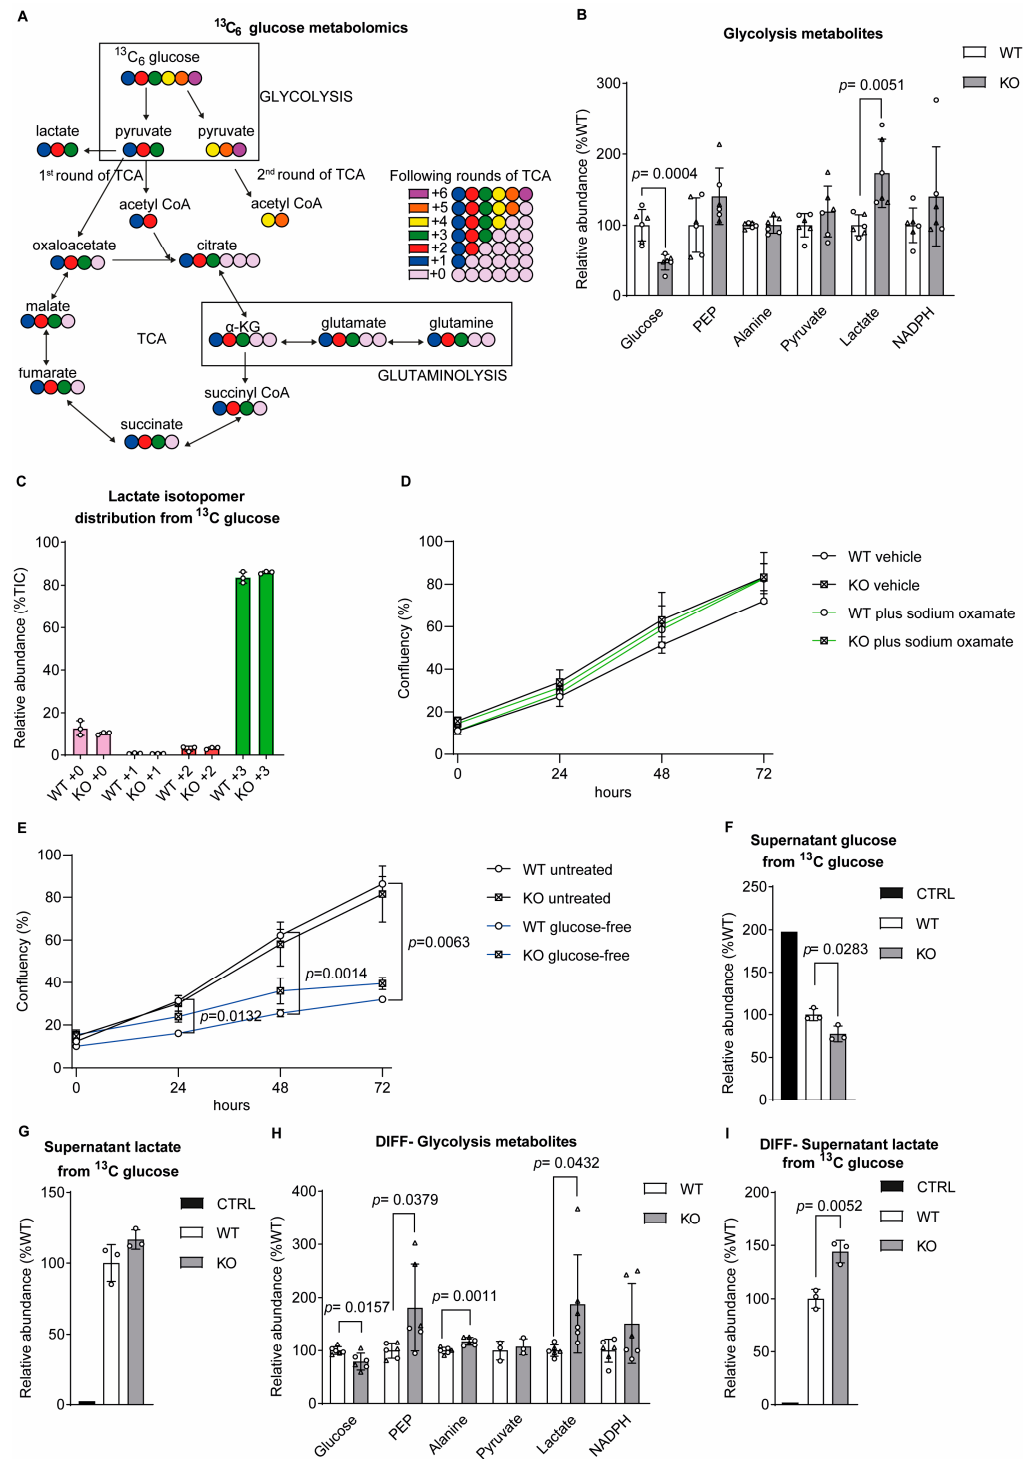 A
¹³C₆ glucose metabolomics
¹³C₆ glucose
GLYCOLYSIS
lactate
pyruvate
pyruvate
1ˢᵗ round of TCA
2ⁿᵈ round of TCA
acetyl CoA
acetyl CoA
oxaloacetate
citrate
malate
TCA
α-KG
glutamate
glutamine
GLUTAMINOLYSIS
fumarate
succinyl CoA
succinate
Following rounds of TCA
+6
+5
+4
+3
+2
+1
+0
B
Glycolysis metabolites
WT
KO
Relative abundance (%WT)
300
200
100
0
p= 0.0004
p= 0.0051
Glucose
PEP
Alanine
Pyruvate
Lactate
NADPH
C
Lactate isotopomer
distribution from ¹³C glucose
Relative abundance (%TIC)
100
80
60
40
20
0
WT +0
KO +0
WT +1
KO +1
WT +2
KO +2
WT +3
KO +3
D
Confluency (%)
100
80
60
40
20
0
0 24 48 72
hours
WT vehicle
KO vehicle
WT plus sodium oxamate
KO plus sodium oxamate
E
Confluency (%)
100
80
60
40
20
0
0 24 48 72
hours
p=0.0132
p=0.0014
p=0.0063
WT untreated
KO untreated
WT glucose-free
KO glucose-free
F
Supernatant glucose
from ¹³C glucose
Relative abundance (%WT)
250
200
150
100
50
0
p= 0.0283
CTRL
WT
KO
G
Supernatant lactate
from ¹³C glucose
Relative abundance (%WT)
150
100
50
0
CTRL
WT
KO
H
DIFF- Glycolysis metabolites
Relative abundance (%WT)
400
300
200
100
0
p= 0.0157
p= 0.0379
p= 0.0011
p= 0.0432
Glucose
PEP
Alanine
Pyruvate
Lactate
NADPH
WT
KO
I
DIFF- Supernatant lactate
from ¹³C glucose
Relative abundance (%WT)
200
150
100
50
0
p= 0.0052
CTRL
WT
KO